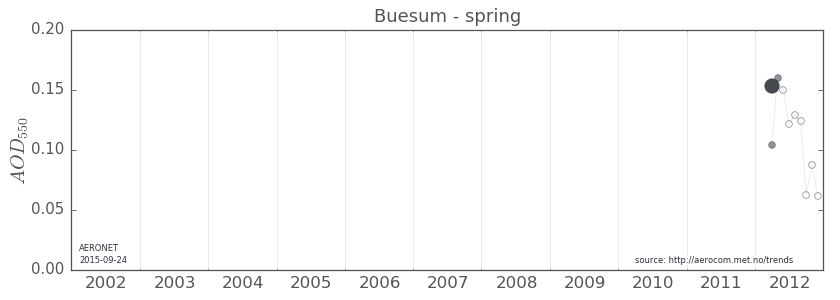 Buesum - spring
0.20
0.15
0.10
0.05
0.00
AOD550
AERONET
2015-09-24
source: http://aerocom.met.no/trends
2002 2003 2004 2005 2006 2007 2008 2009 2010 2011 2012